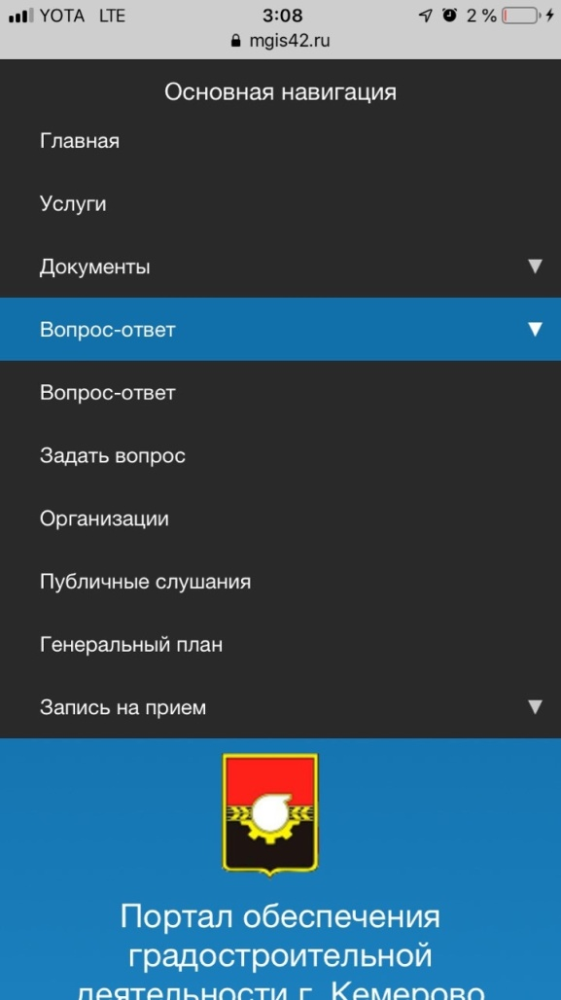 YOTA LTE 3:08 2 %
mgis42.ru
Основная навигация
Главная
Услуги
Документы
Вопрос-ответ
Вопрос-ответ
Задать вопрос
Организации
Публичные слушания
Генеральный план
Запись на прием
Портал обеспечения
градостроительной
деятельности г. Кемерово